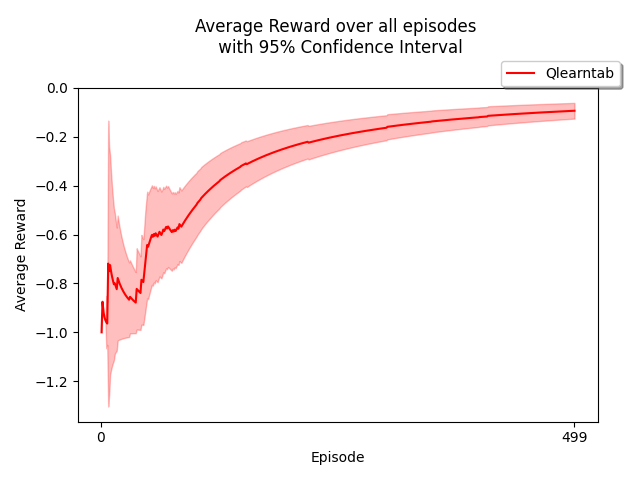 Average Reward over all episodes
with 95% Confidence Interval
Qlearntab
0.0
−0.2
−0.4
−0.6
−0.8
−1.0
−1.2
Average Reward
0
499
Episode